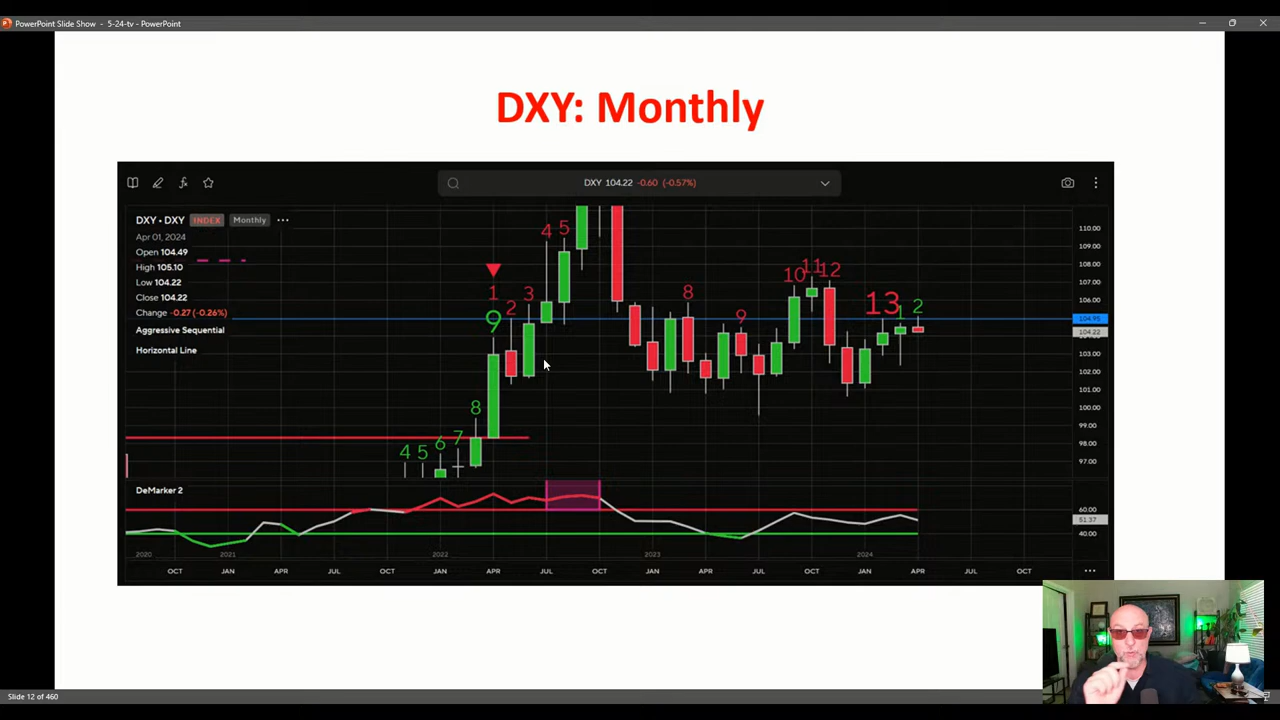 PowerPoint Slide Show - 5-24-tv - PowerPoint
DXY: Monthly
DXY 104.22 -0.60 (-0.57%)
DXY • DXY INDEX Monthly ...
Apr 01, 2024
Open 104.49
High 105.10
Low 104.22
Close 104.22
Change -0.27 (-0.26%)
Aggressive Sequential
Horizontal Line
4 5 6 7 8 9
1 2 3 4 5
8 9 10 11 12 13
1 2
110.00
109.00
108.00
107.00
106.00
104.95
104.22
103.00
102.00
101.00
100.00
99.00
98.00
97.00
DeMarker 2
60.00
51.37
40.00
2020 2021 2022 2023 2024
OCT JAN APR JUL OCT JAN APR JUL OCT JAN APR JUL OCT JAN APR JUL OCT
Slide 12 of 460